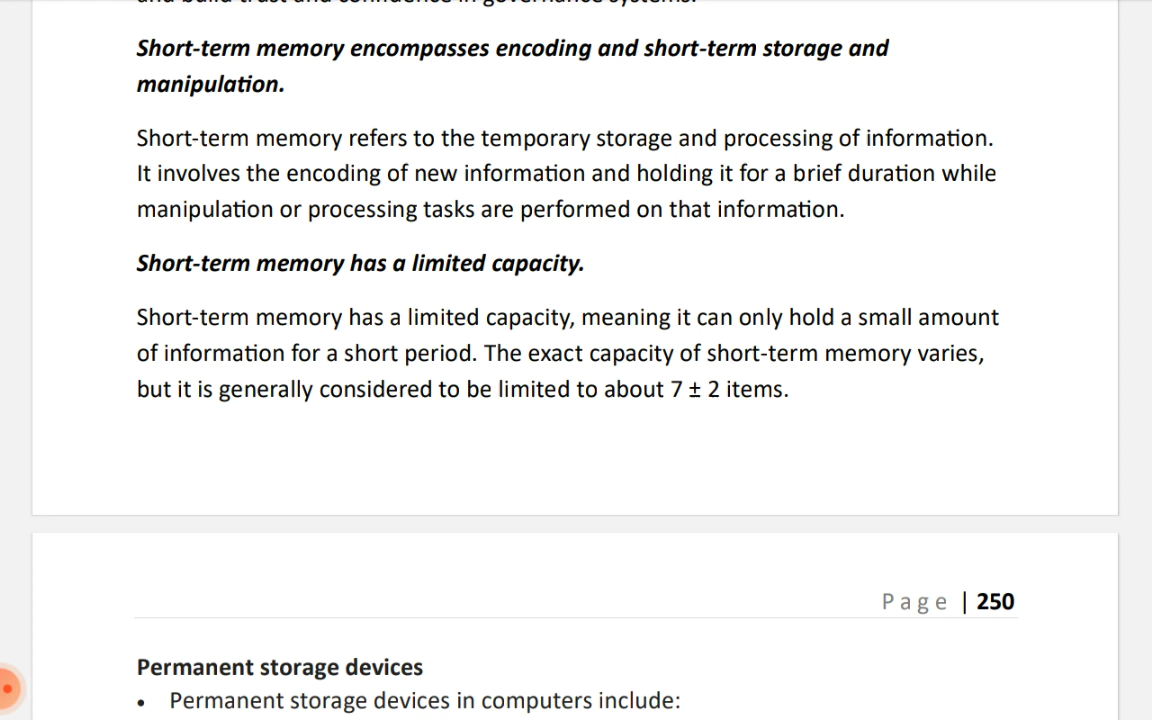 Short-term memory encompasses encoding and short-term storage and
manipulation.
Short-term memory refers to the temporary storage and processing of information.
It involves the encoding of new information and holding it for a brief duration while
manipulation or processing tasks are performed on that information.
Short-term memory has a limited capacity.
Short-term memory has a limited capacity, meaning it can only hold a small amount
of information for a short period. The exact capacity of short-term memory varies,
but it is generally considered to be limited to about 7 ± 2 items.
Page | 250
Permanent storage devices
• Permanent storage devices in computers include: